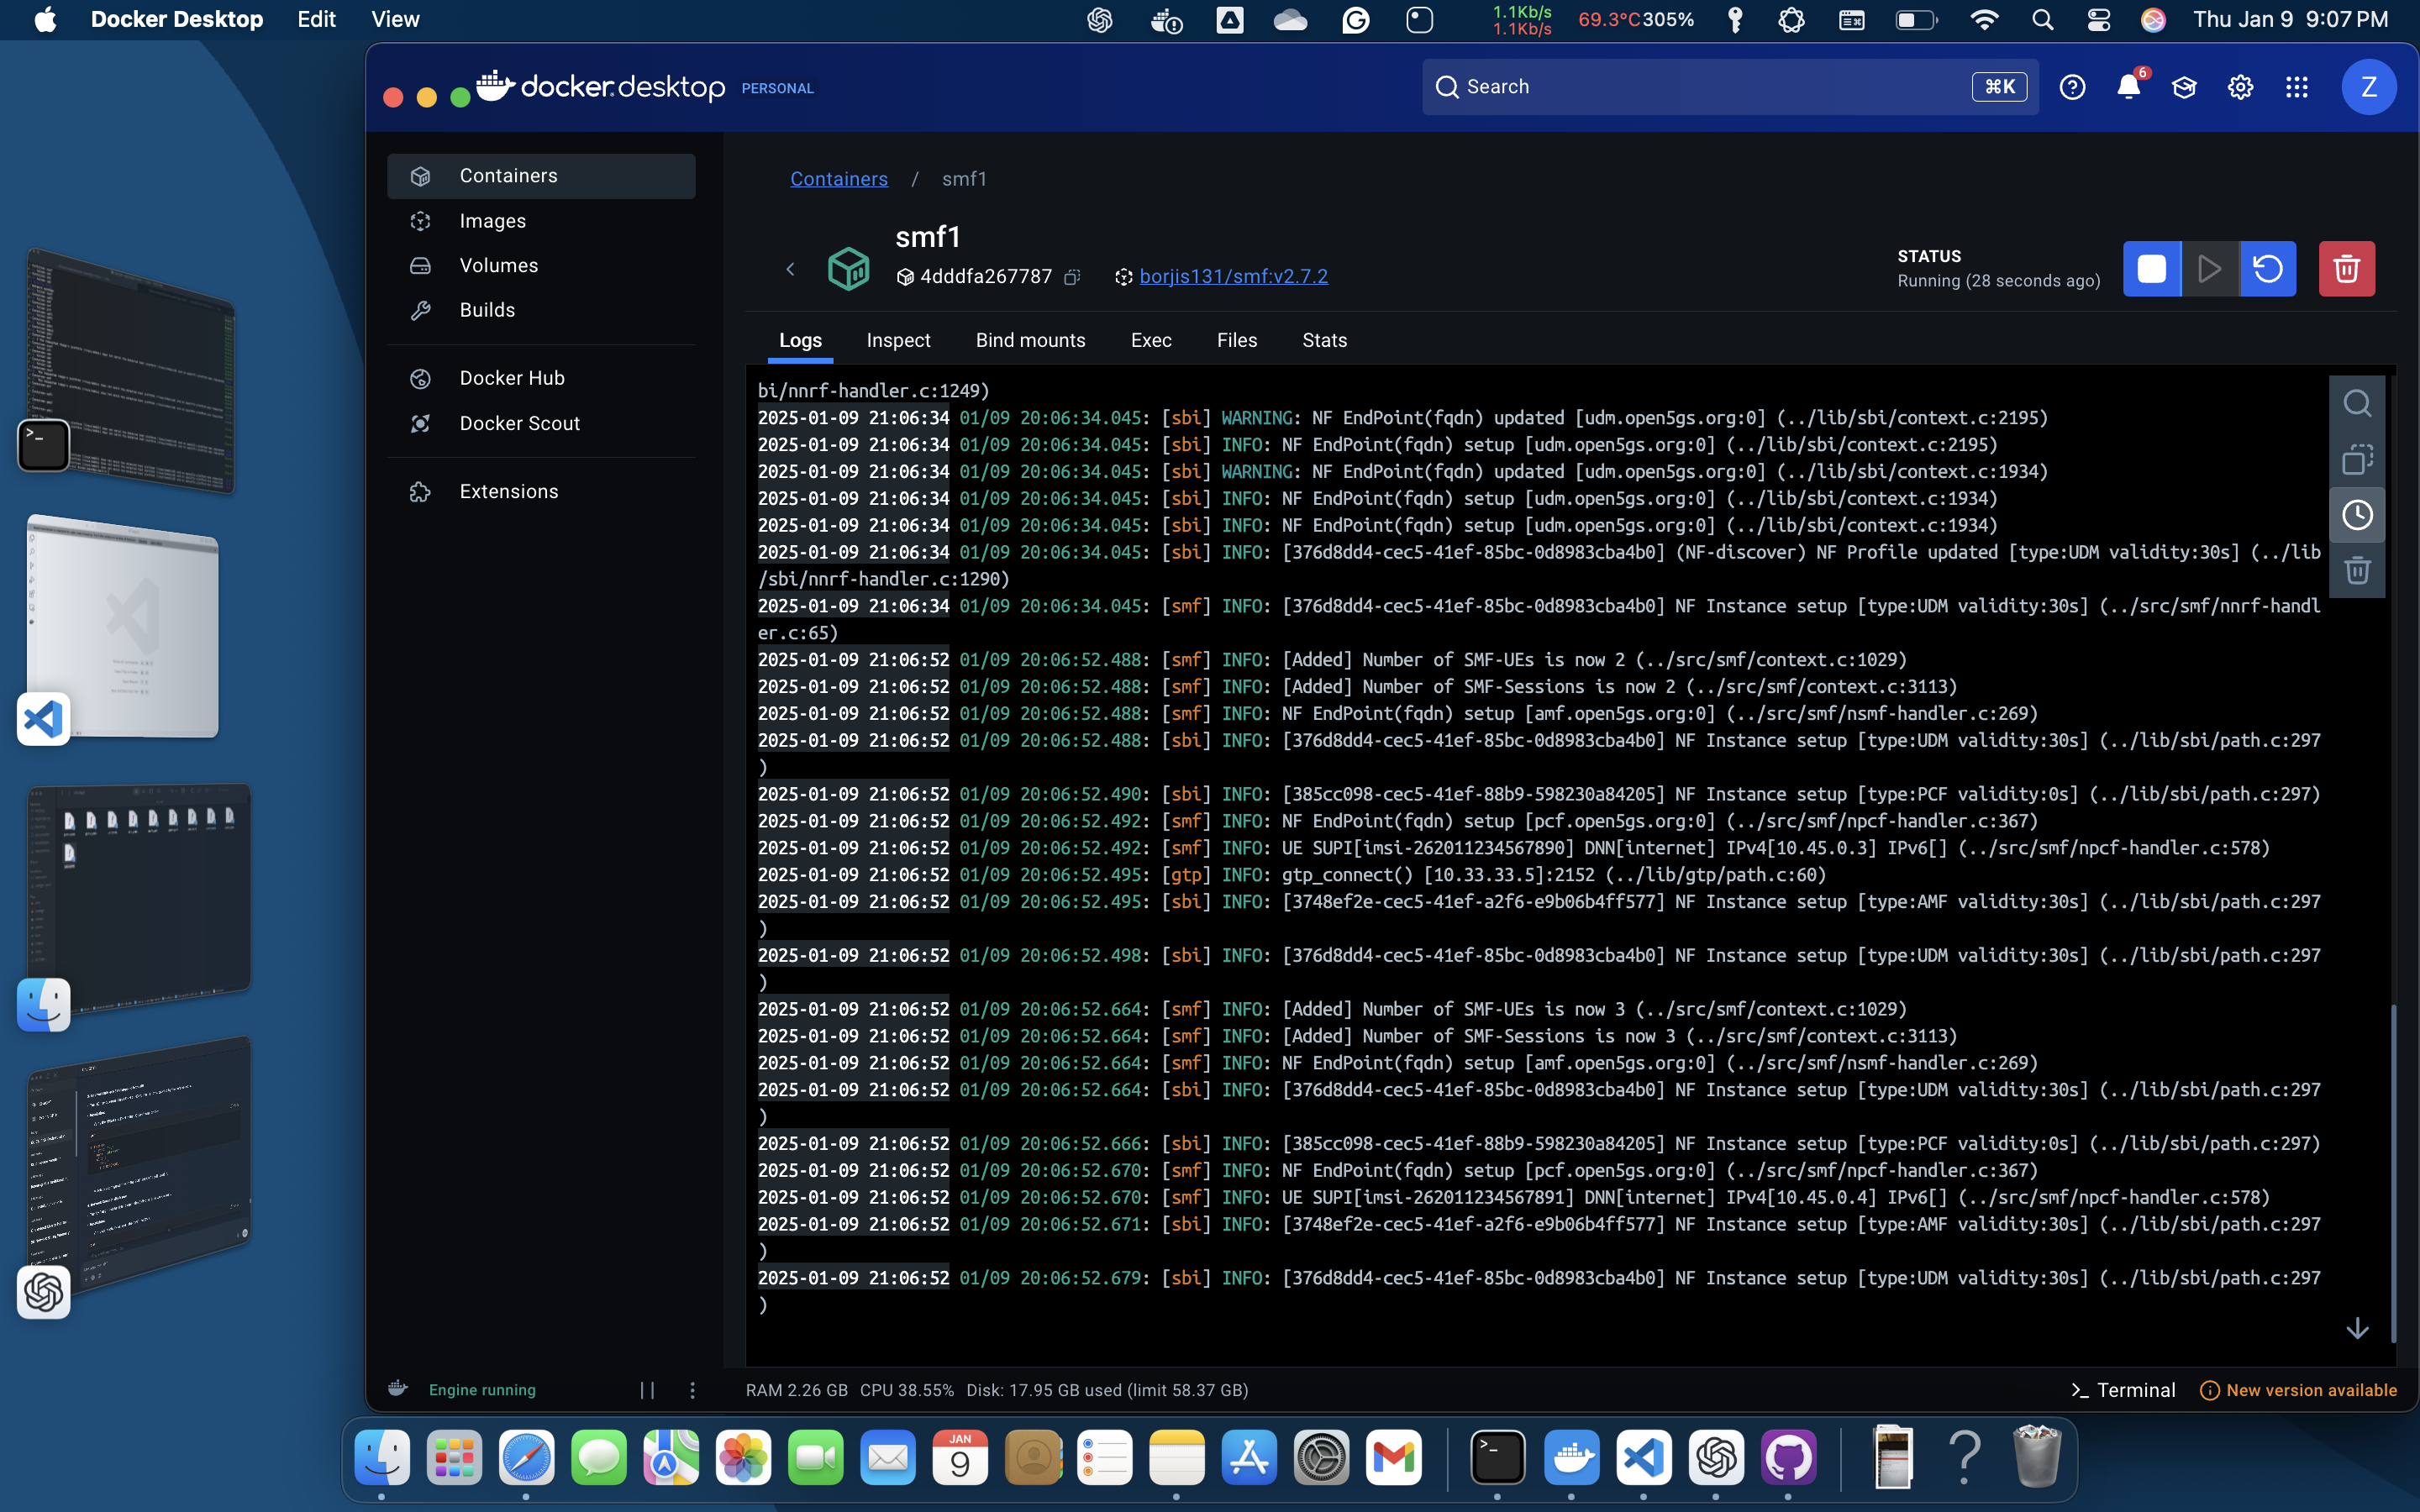 Docker Desktop Edit View
1.1Kb/s
1.1Kb/s
69.3°C305%
Thu Jan 9 9:07 PM
docker.desktop PERSONAL
Search ⌘K
6
Z
Containers
Images
Volumes
Builds
Docker Hub
Docker Scout
Extensions
Containers / smf1
smf1
4dddfa267787 borjis131/smf:v2.7.2
STATUS
Running (28 seconds ago)
Logs Inspect Bind mounts Exec Files Stats
bi/nnrf-handler.c:1249)
2025-01-09 21:06:34 01/09 20:06:34.045: [sbi] WARNING: NF EndPoint(fqdn) updated [udm.open5gs.org:0] (../lib/sbi/context.c:2195)
2025-01-09 21:06:34 01/09 20:06:34.045: [sbi] INFO: NF EndPoint(fqdn) setup [udm.open5gs.org:0] (../lib/sbi/context.c:2195)
2025-01-09 21:06:34 01/09 20:06:34.045: [sbi] WARNING: NF EndPoint(fqdn) updated [udm.open5gs.org:0] (../lib/sbi/context.c:1934)
2025-01-09 21:06:34 01/09 20:06:34.045: [sbi] INFO: NF EndPoint(fqdn) setup [udm.open5gs.org:0] (../lib/sbi/context.c:1934)
2025-01-09 21:06:34 01/09 20:06:34.045: [sbi] INFO: NF EndPoint(fqdn) setup [udm.open5gs.org:0] (../lib/sbi/context.c:1934)
2025-01-09 21:06:34 01/09 20:06:34.045: [sbi] INFO: [376d8dd4-cec5-41ef-85bc-0d8983cba4b0] (NF-discover) NF Profile updated [type:UDM validity:30s] (../lib
/sbi/nnrf-handler.c:1290)
2025-01-09 21:06:34 01/09 20:06:34.045: [smf] INFO: [376d8dd4-cec5-41ef-85bc-0d8983cba4b0] NF Instance setup [type:UDM validity:30s] (../src/smf/nnrf-handl
er.c:65)
2025-01-09 21:06:52 01/09 20:06:52.488: [smf] INFO: [Added] Number of SMF-UEs is now 2 (../src/smf/context.c:1029)
2025-01-09 21:06:52 01/09 20:06:52.488: [smf] INFO: [Added] Number of SMF-Sessions is now 2 (../src/smf/context.c:3113)
2025-01-09 21:06:52 01/09 20:06:52.488: [smf] INFO: NF EndPoint(fqdn) setup [amf.open5gs.org:0] (../src/smf/nsmf-handler.c:269)
2025-01-09 21:06:52 01/09 20:06:52.488: [sbi] INFO: [376d8dd4-cec5-41ef-85bc-0d8983cba4b0] NF Instance setup [type:UDM validity:30s] (../lib/sbi/path.c:297
)
2025-01-09 21:06:52 01/09 20:06:52.490: [sbi] INFO: [385cc098-cec5-41ef-88b9-598230a84205] NF Instance setup [type:PCF validity:0s] (../lib/sbi/path.c:297)
2025-01-09 21:06:52 01/09 20:06:52.492: [smf] INFO: NF EndPoint(fqdn) setup [pcf.open5gs.org:0] (../src/smf/npcf-handler.c:367)
2025-01-09 21:06:52 01/09 20:06:52.492: [smf] INFO: UE SUPI[imsi-262011234567890] DNN[internet] IPv4[10.45.0.3] IPv6[] (../src/smf/npcf-handler.c:578)
2025-01-09 21:06:52 01/09 20:06:52.495: [gtp] INFO: gtp_connect() [10.33.33.5]:2152 (../lib/gtp/path.c:60)
2025-01-09 21:06:52 01/09 20:06:52.495: [sbi] INFO: [3748ef2e-cec5-41ef-a2f6-e9b06b4ff577] NF Instance setup [type:AMF validity:30s] (../lib/sbi/path.c:297
)
2025-01-09 21:06:52 01/09 20:06:52.498: [sbi] INFO: [376d8dd4-cec5-41ef-85bc-0d8983cba4b0] NF Instance setup [type:UDM validity:30s] (../lib/sbi/path.c:297
)
2025-01-09 21:06:52 01/09 20:06:52.664: [smf] INFO: [Added] Number of SMF-UEs is now 3 (../src/smf/context.c:1029)
2025-01-09 21:06:52 01/09 20:06:52.664: [smf] INFO: [Added] Number of SMF-Sessions is now 3 (../src/smf/context.c:3113)
2025-01-09 21:06:52 01/09 20:06:52.664: [smf] INFO: NF EndPoint(fqdn) setup [amf.open5gs.org:0] (../src/smf/nsmf-handler.c:269)
2025-01-09 21:06:52 01/09 20:06:52.664: [sbi] INFO: [376d8dd4-cec5-41ef-85bc-0d8983cba4b0] NF Instance setup [type:UDM validity:30s] (../lib/sbi/path.c:297
)
2025-01-09 21:06:52 01/09 20:06:52.666: [sbi] INFO: [385cc098-cec5-41ef-88b9-598230a84205] NF Instance setup [type:PCF validity:0s] (../lib/sbi/path.c:297)
2025-01-09 21:06:52 01/09 20:06:52.670: [smf] INFO: NF EndPoint(fqdn) setup [pcf.open5gs.org:0] (../src/smf/npcf-handler.c:367)
2025-01-09 21:06:52 01/09 20:06:52.670: [smf] INFO: UE SUPI[imsi-262011234567891] DNN[internet] IPv4[10.45.0.4] IPv6[] (../src/smf/npcf-handler.c:578)
2025-01-09 21:06:52 01/09 20:06:52.671: [sbi] INFO: [3748ef2e-cec5-41ef-a2f6-e9b06b4ff577] NF Instance setup [type:AMF validity:30s] (../lib/sbi/path.c:297
)
2025-01-09 21:06:52 01/09 20:06:52.679: [sbi] INFO: [376d8dd4-cec5-41ef-85bc-0d8983cba4b0] NF Instance setup [type:UDM validity:30s] (../lib/sbi/path.c:297
)
Engine running
RAM 2.26 GB CPU 38.55% Disk: 17.95 GB used (limit 58.37 GB)
>_ Terminal
New version available
JAN
9